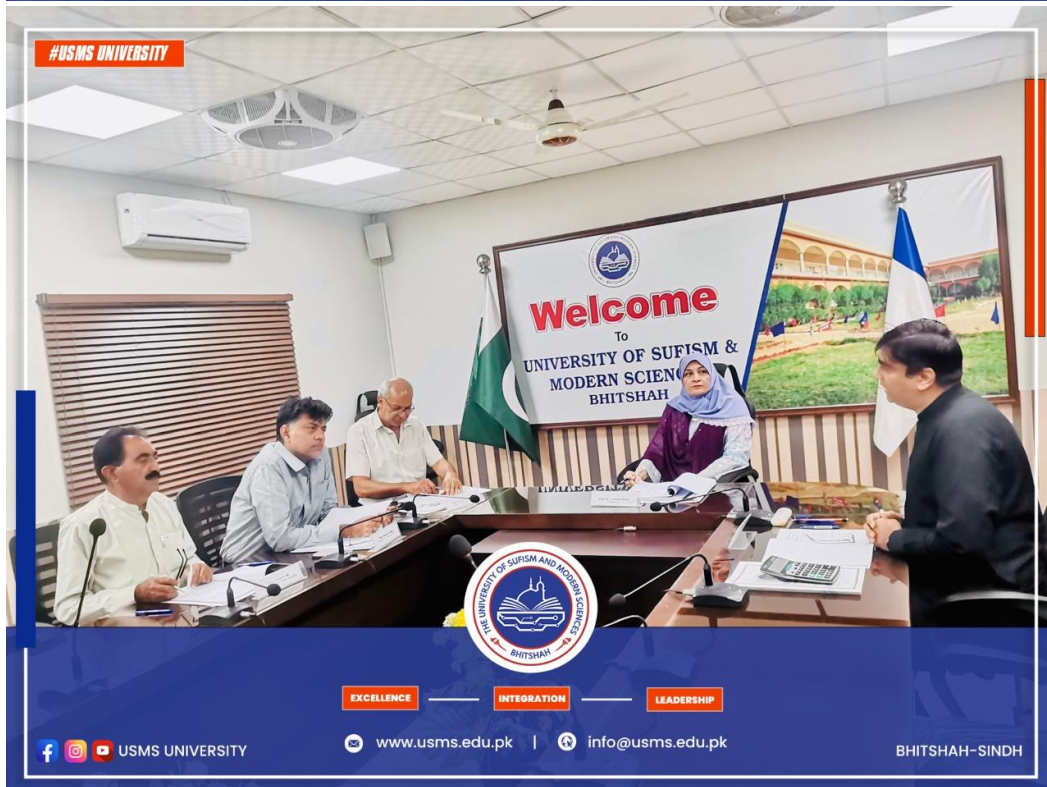 #USMS UNIVERSITY
Welcome
To
UNIVERSITY OF SUFISM &
MODERN SCIENC
BHITSHAH
THE UNIVERSITY OF SUFISM AND MODERN SCIENCES
BHITSHAH
EXCELLENCE
INTEGRATION
LEADERSHIP
USMS UNIVERSITY
www.usms.edu.pk | info@usms.edu.pk
BHITSHAH-SINDH